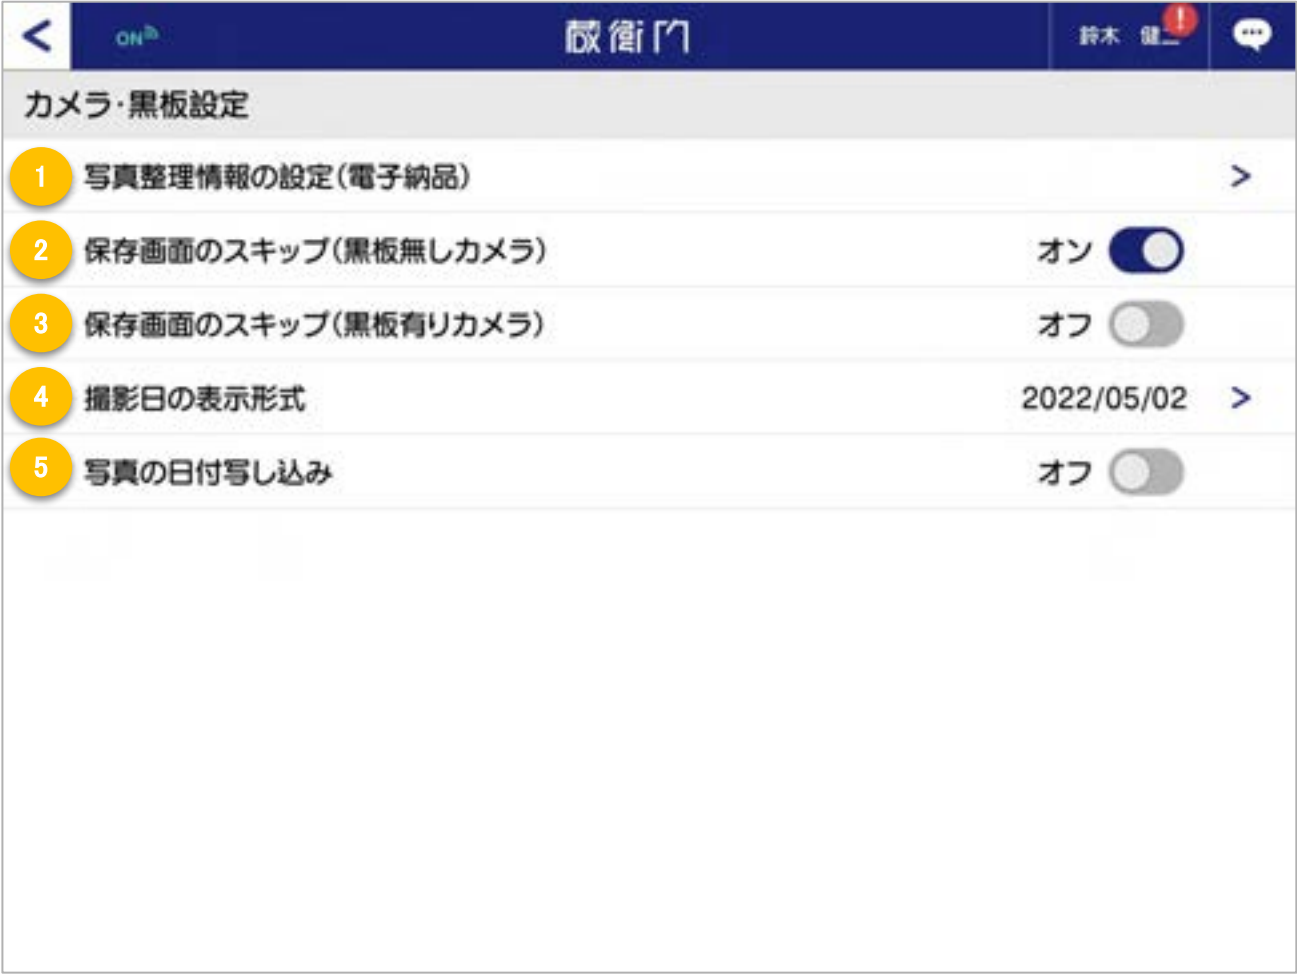 ON
蔵衛門
鈴木 健
!
カメラ・黒板設定
1 写真整理情報の設定(電子納品) >
2 保存画面のスキップ(黒板無しカメラ) オン
3 保存画面のスキップ(黒板有りカメラ) オフ
4 撮影日の表示形式 2022/05/02 >
5 写真の日付写し込み オフ